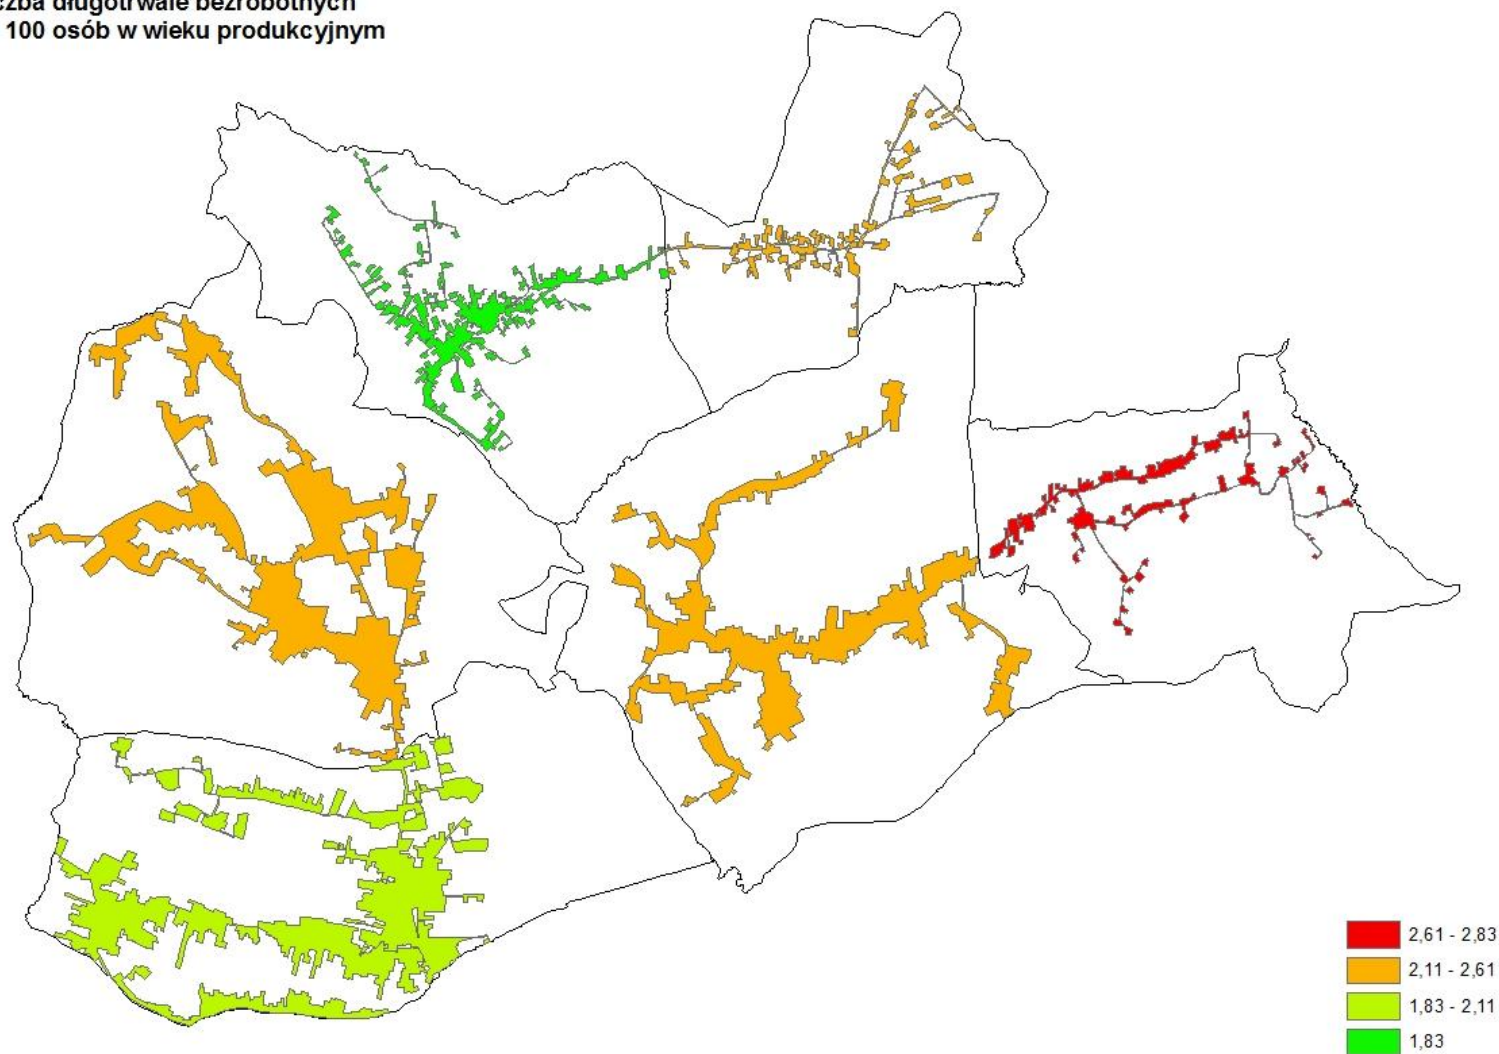 długotrwale bezrobotnych
100 osób w wieku produkcyjnym
2,61 - 2,83
2,11 - 2,61
1,83 - 2,11
1,83